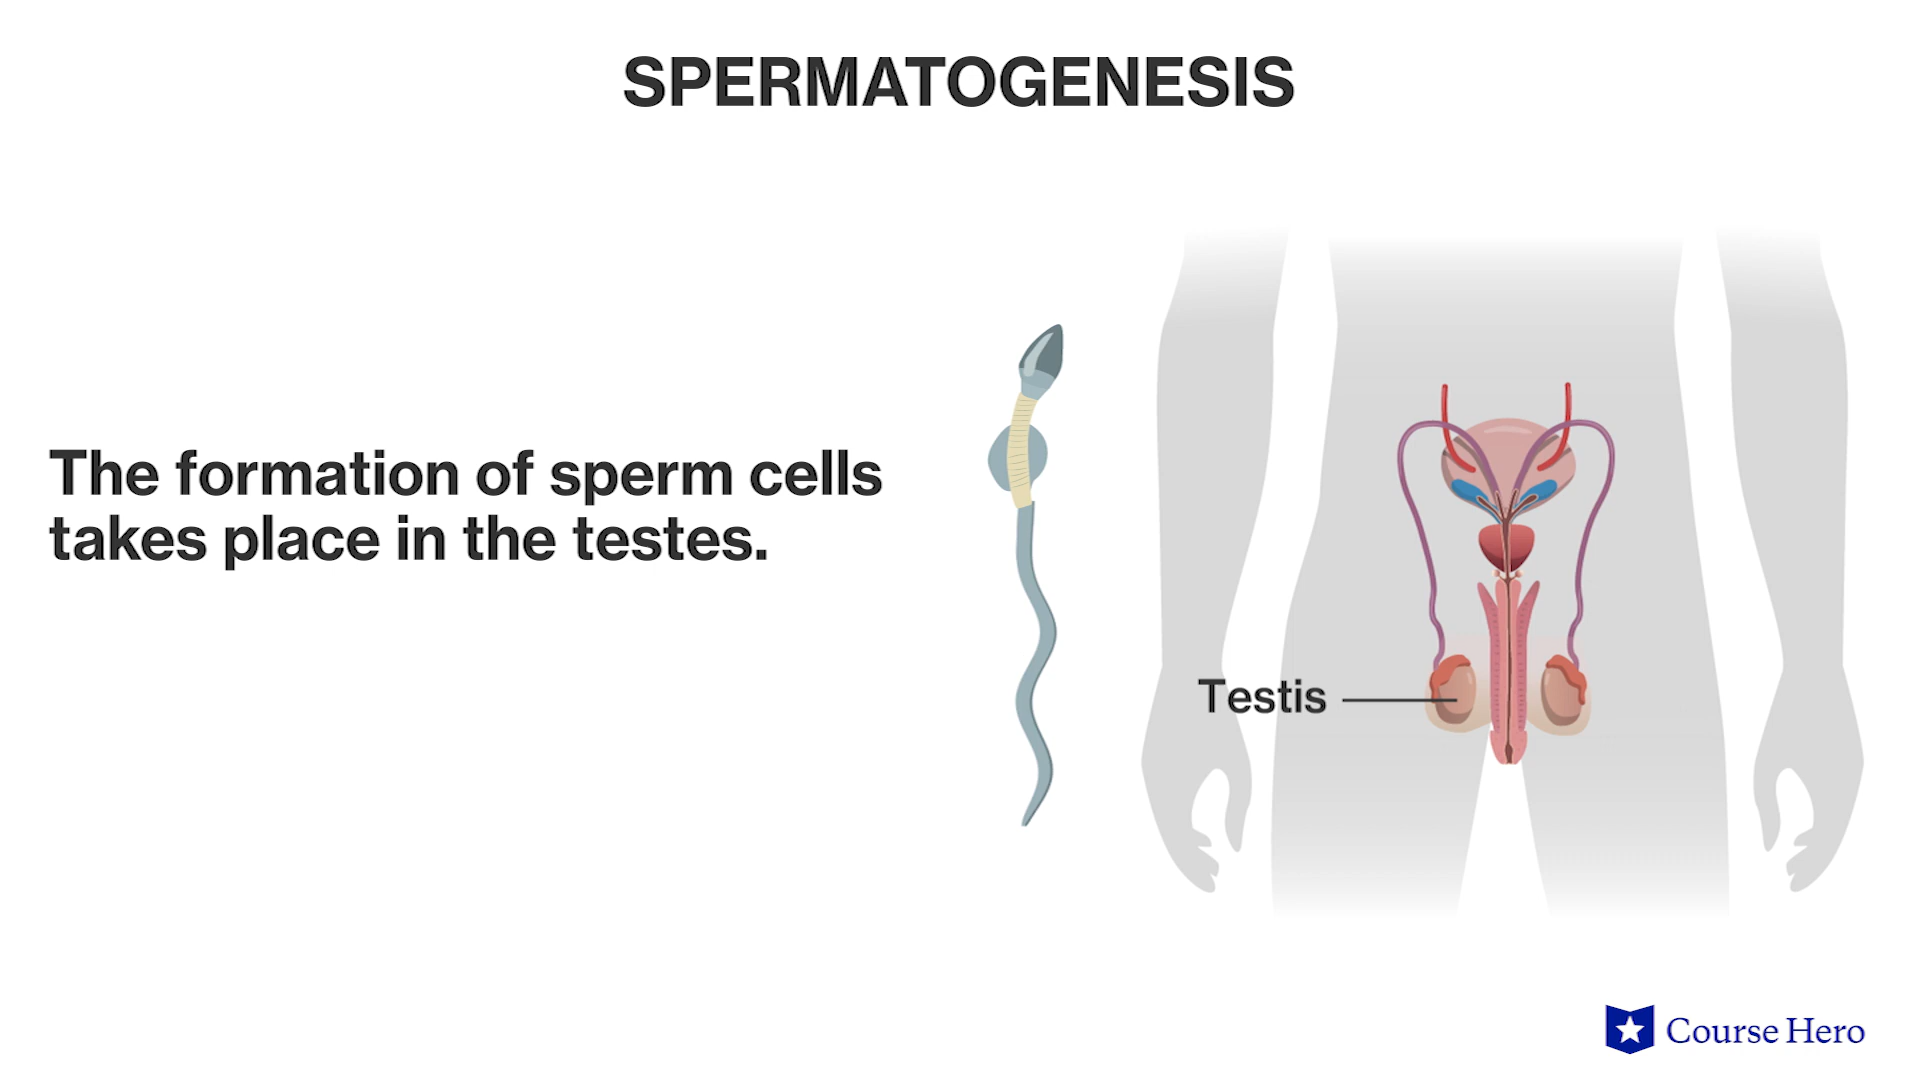 SPERMATOGENESIS
The formation of sperm cells
takes place in the testes.
Testis
Course Hero